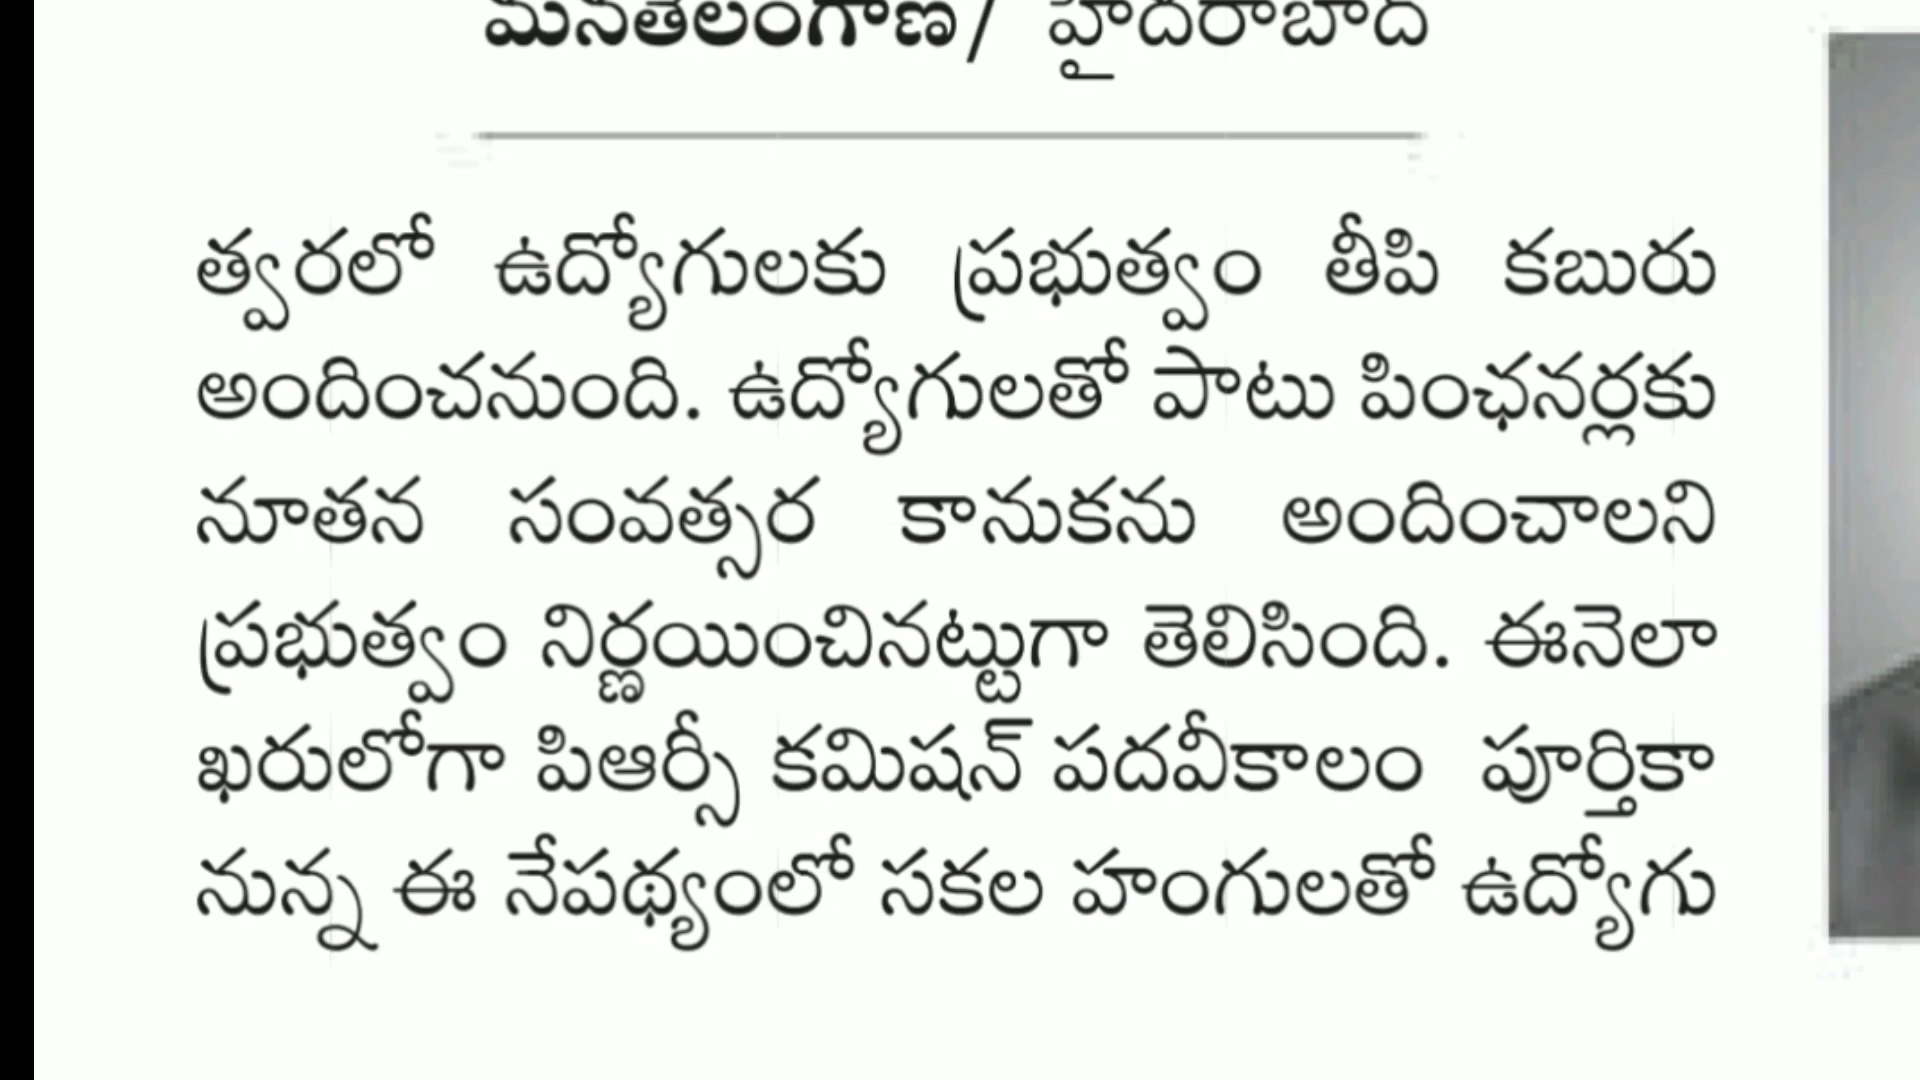 మనతెలంగాణ/ హైదరాబాద్
త్వరలో ఉద్యోగులకు ప్రభుత్వం తీపి కబురు
అందించనుంది. ఉద్యోగులతో పాటు పింఛనర్లకు
నూతన సంవత్సర కానుకను అందించాలని
ప్రభుత్వం నిర్ణయించినట్టుగా తెలిసింది. ఈనెలా
ఖరులోగా పిఆర్సీ కమిషన్ పదవీకాలం పూర్తికా
నున్న ఈ నేపథ్యంలో సకల హంగులతో ఉద్యోగు